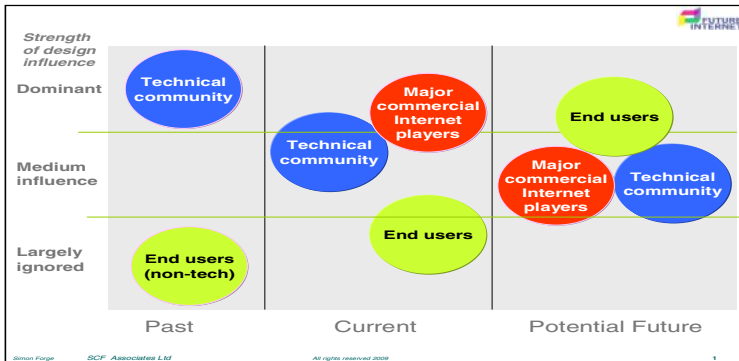 FUTURE
INTERNET
Strength
of design
influence
Dominant
Medium
influence
Largely
ignored
Technical
community
End users
(non-tech)
Technical
community
Major
commercial
Internet
players
End users
End users
Major
commercial
Internet
players
Technical
community
Past
Current
Potential Future
Simon Forge
SCF Associates Ltd
All rights reserved 2009
1